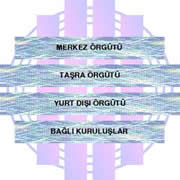 MERKEZ ÖRGÜTÜ
TAŞRA ÖRGÜTÜ
YURT DIŞI ÖRGÜTÜ
BAĞLI KURULUŞLAR